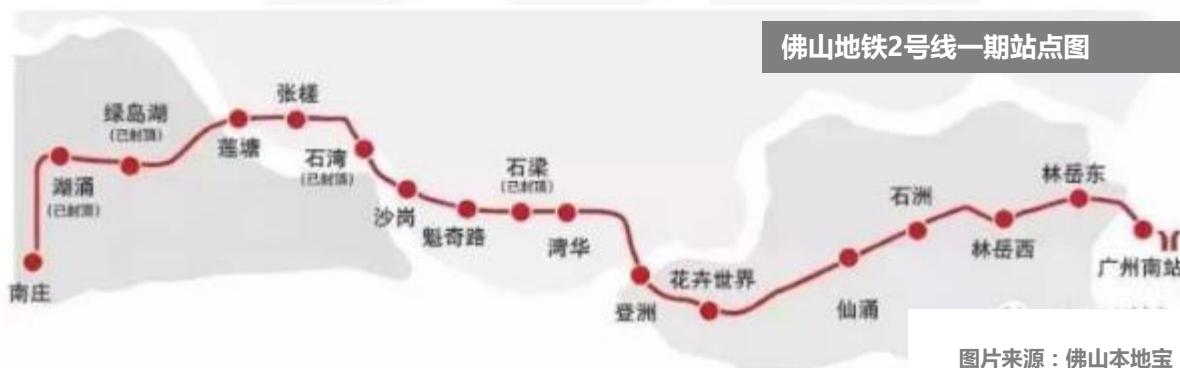 佛山地铁2号线一期站点图
张槎
绿岛湖
(已封顶)
莲塘
石湾
(已封顶)
湖涌
(已封顶)
南庄
沙岗
魁奇路
石梁
(已封顶)
湾华
登洲
花卉世界
仙涌
石洲
林岳西
林岳东
广州南站
图片来源：佛山本地宝